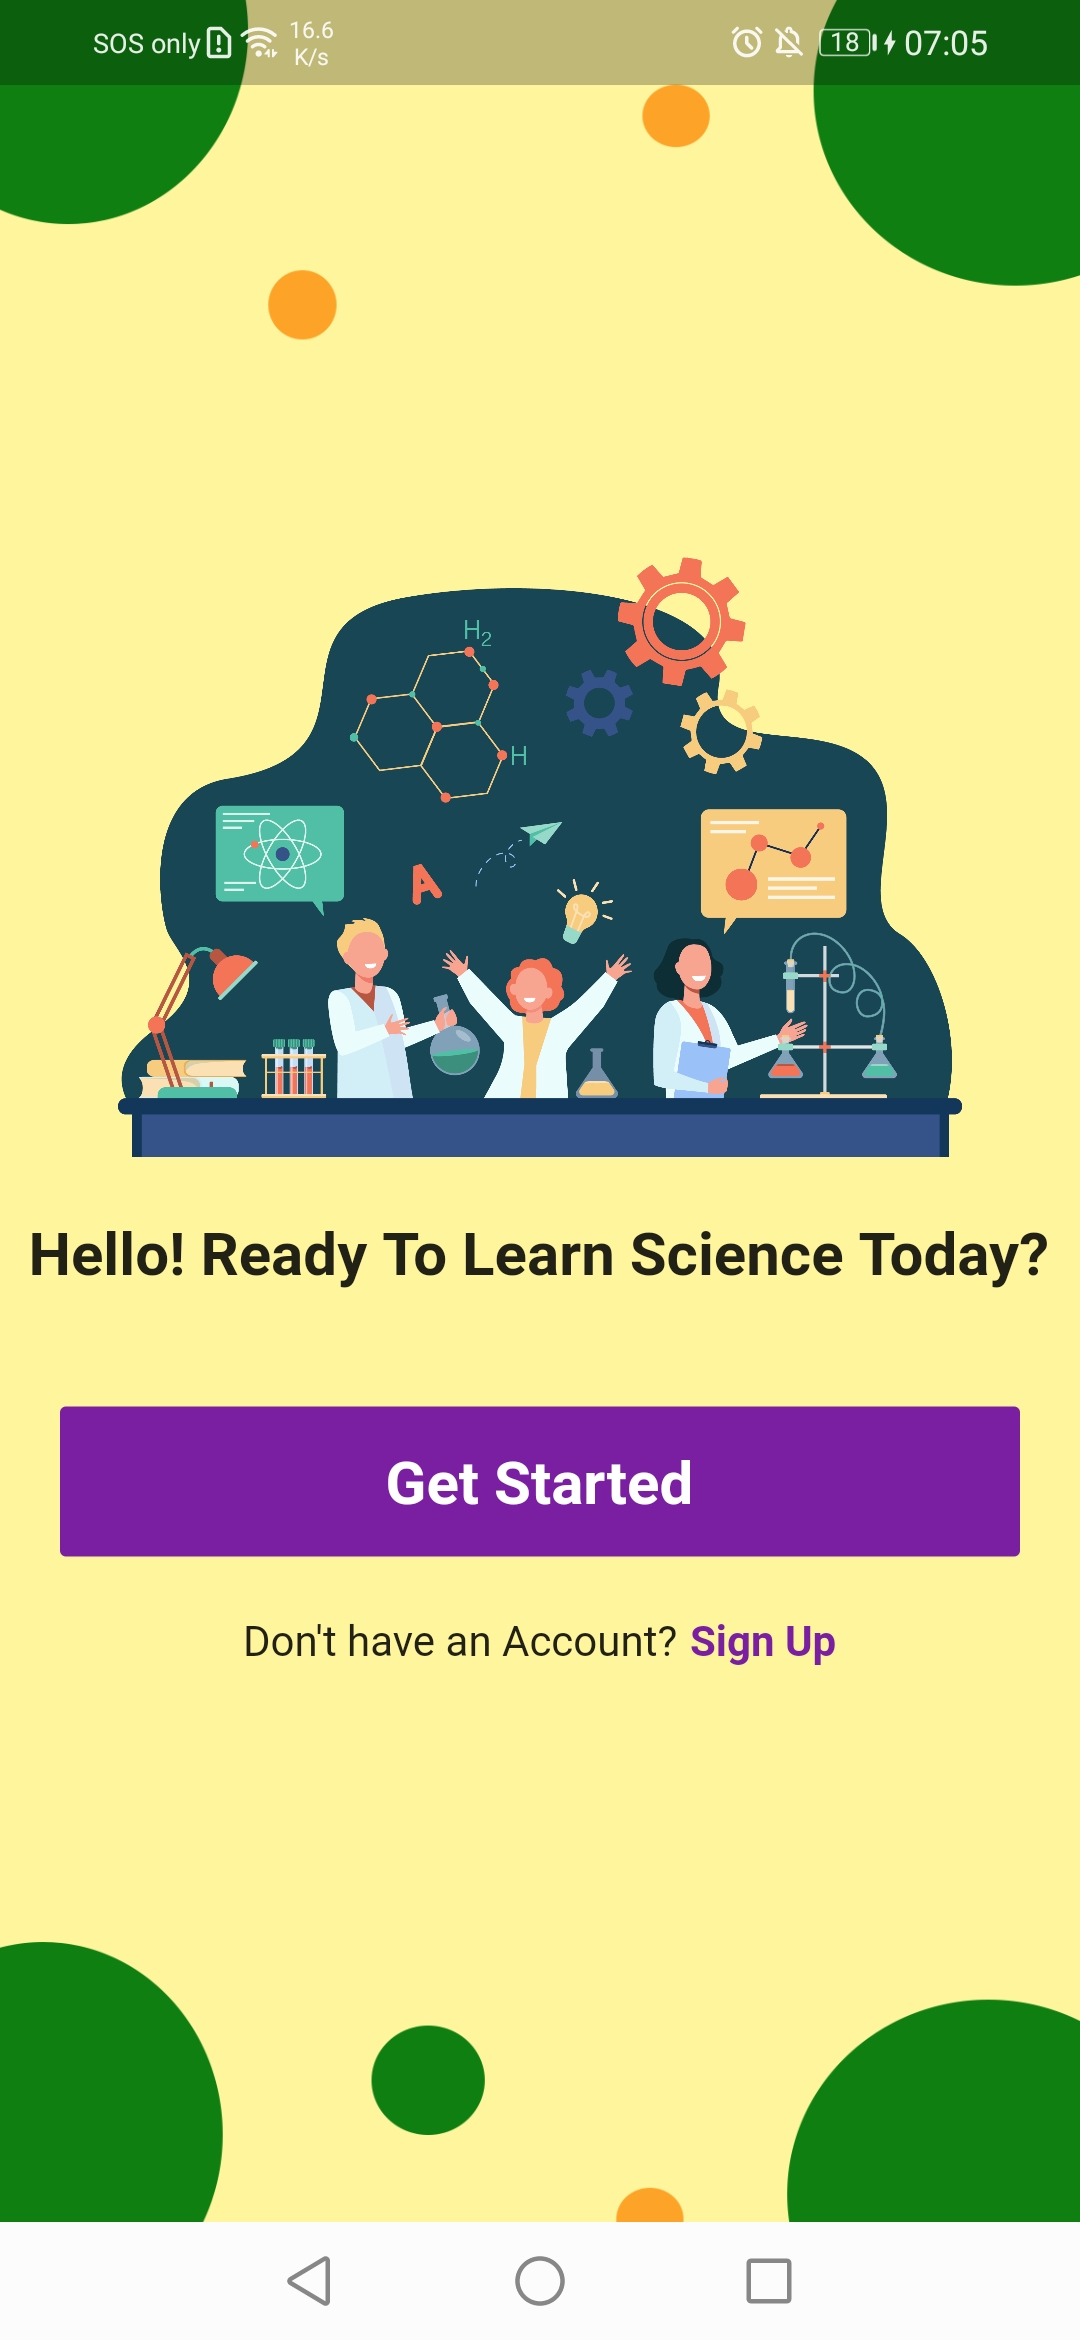 SOS only
16.6
K/s
18
07:05
H2
H
A
Hello! Ready To Learn Science Today?
Get Started
Don't have an Account? Sign Up